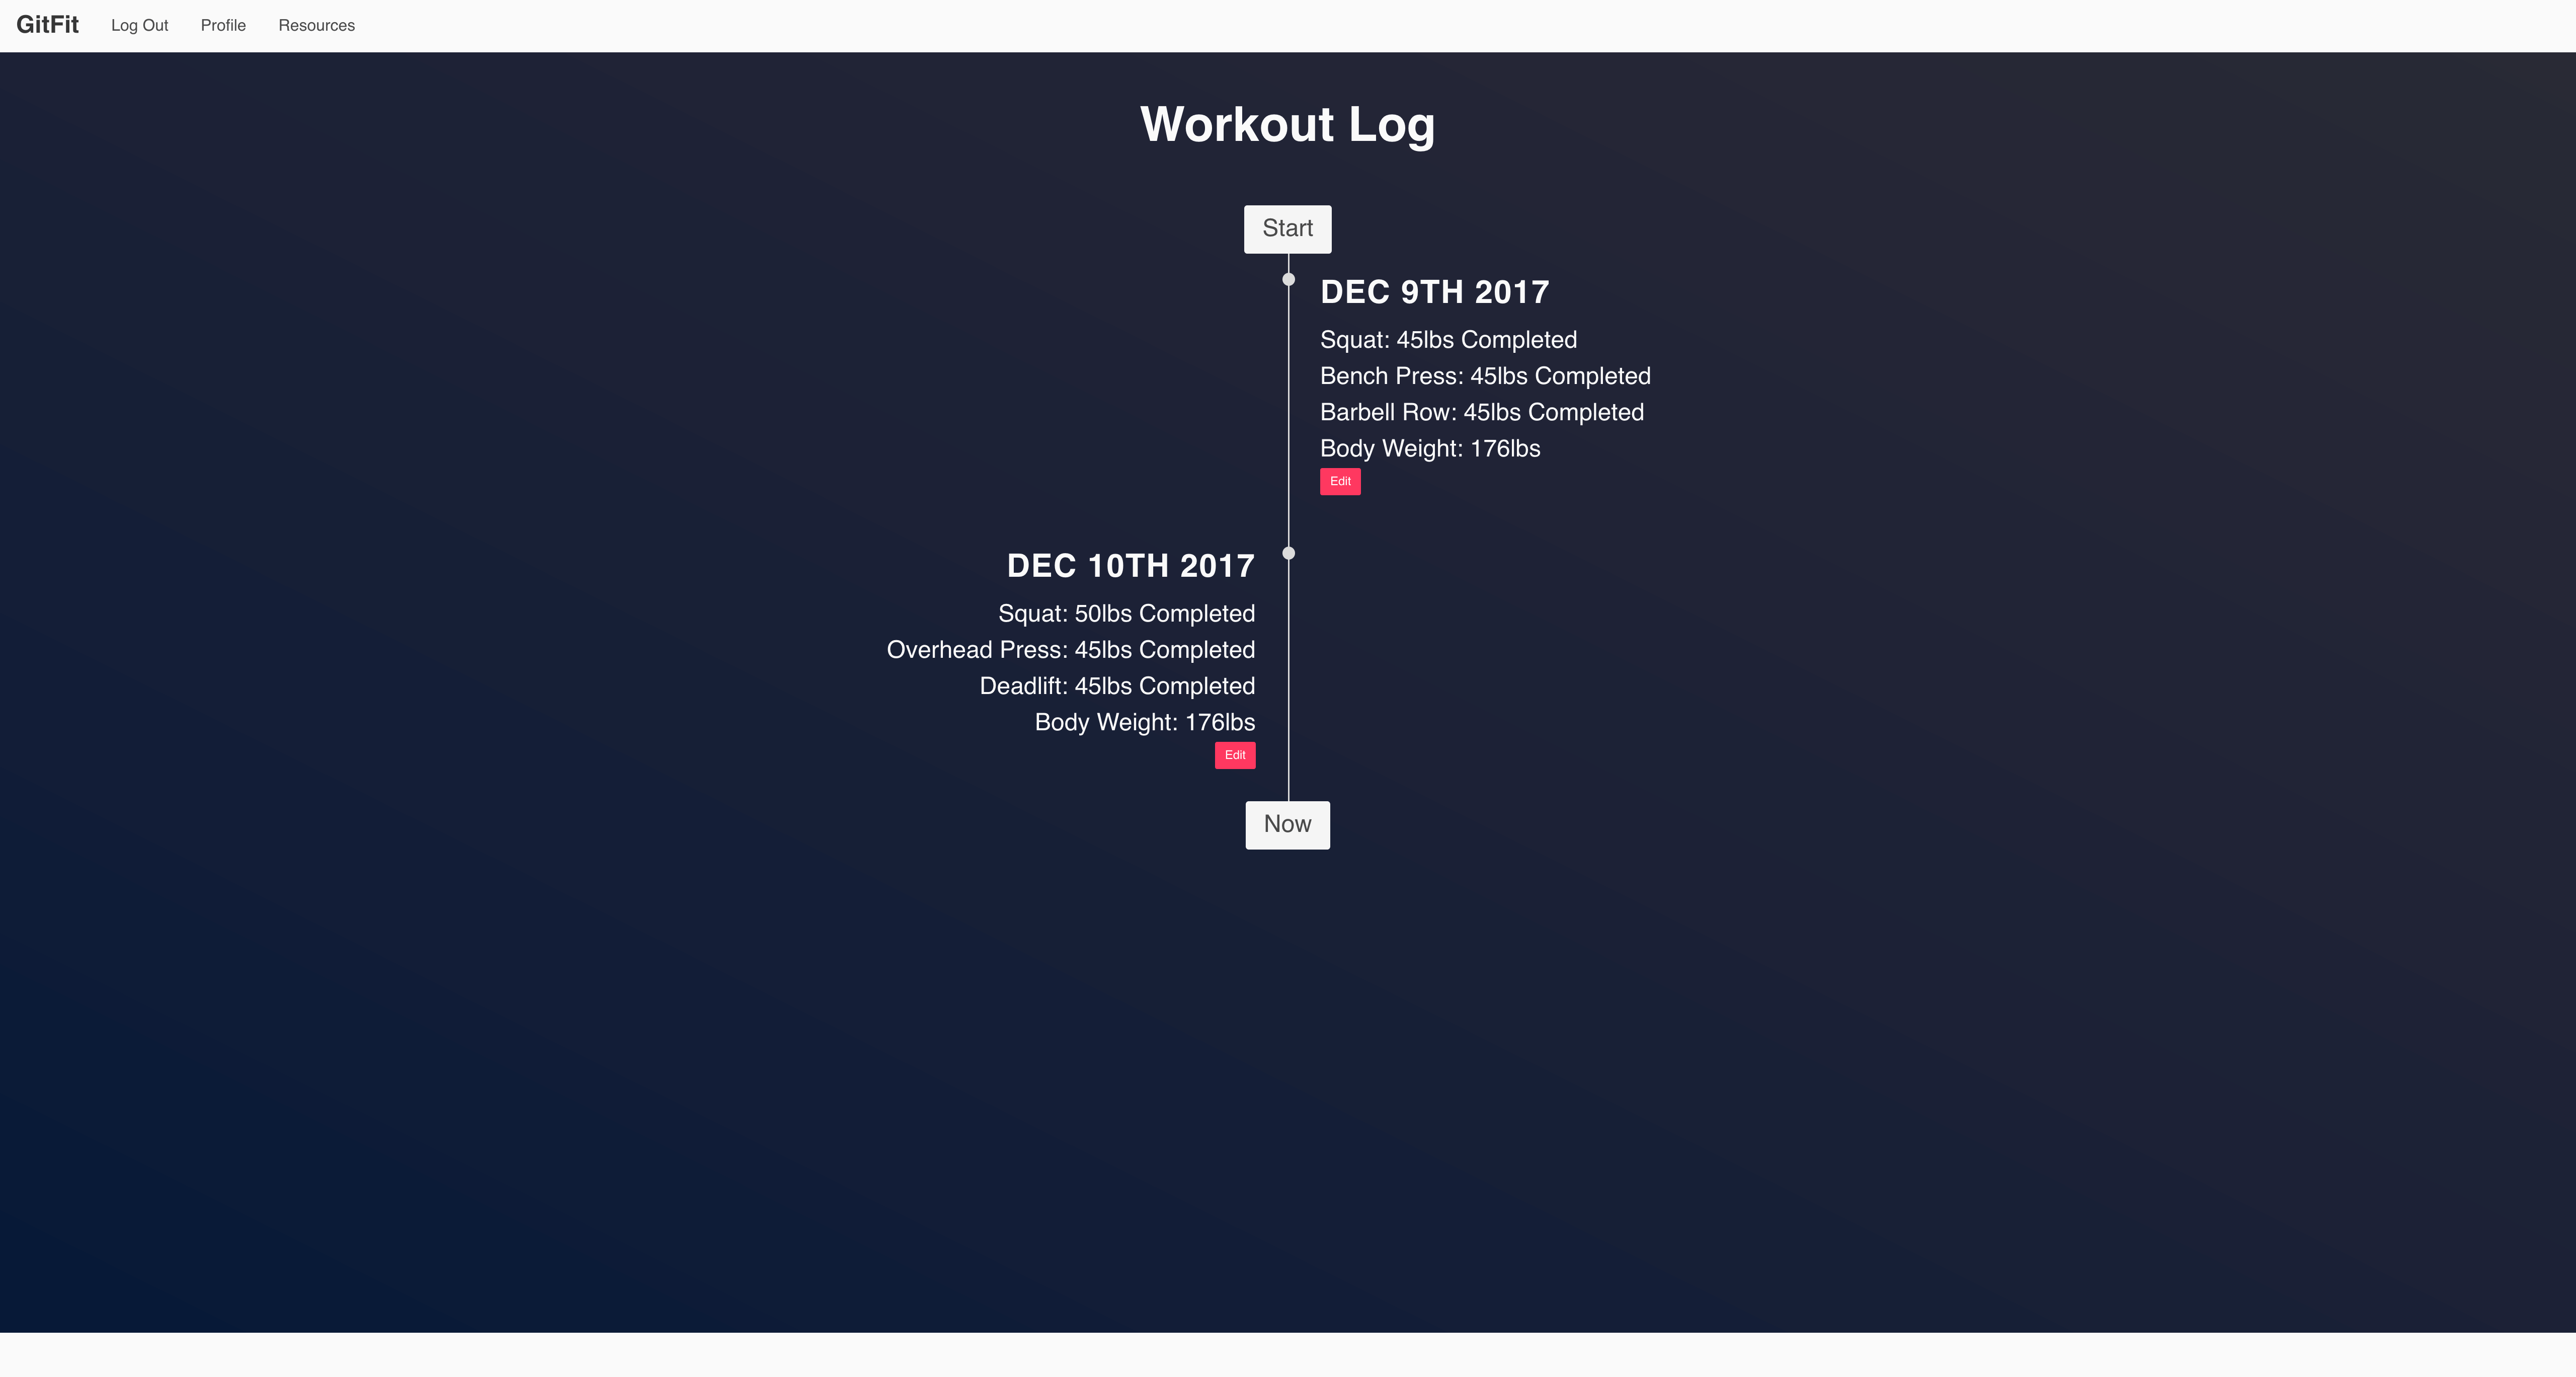 GitFit Log Out Profile Resources
Workout Log
Start
DEC 9TH 2017
Squat: 45lbs Completed
Bench Press: 45lbs Completed
Barbell Row: 45lbs Completed
Body Weight: 176lbs
Edit
DEC 10TH 2017
Squat: 50lbs Completed
Overhead Press: 45lbs Completed
Deadlift: 45lbs Completed
Body Weight: 176lbs
Edit
Now